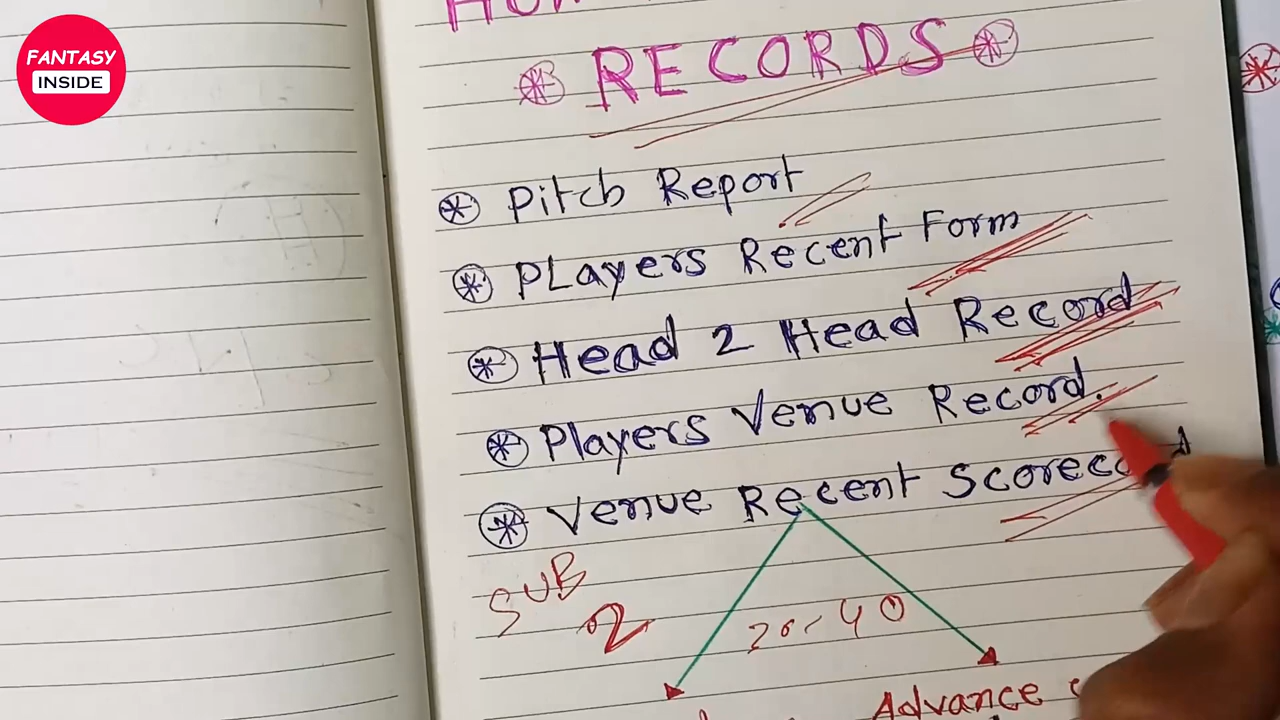 FANTASY
INSIDE
RECORDS
Pitch Report
PLayers Recent Form
Head 2 Head Record
Players Venue Record.
Venue Recent
SUB
2
20-40
Advance